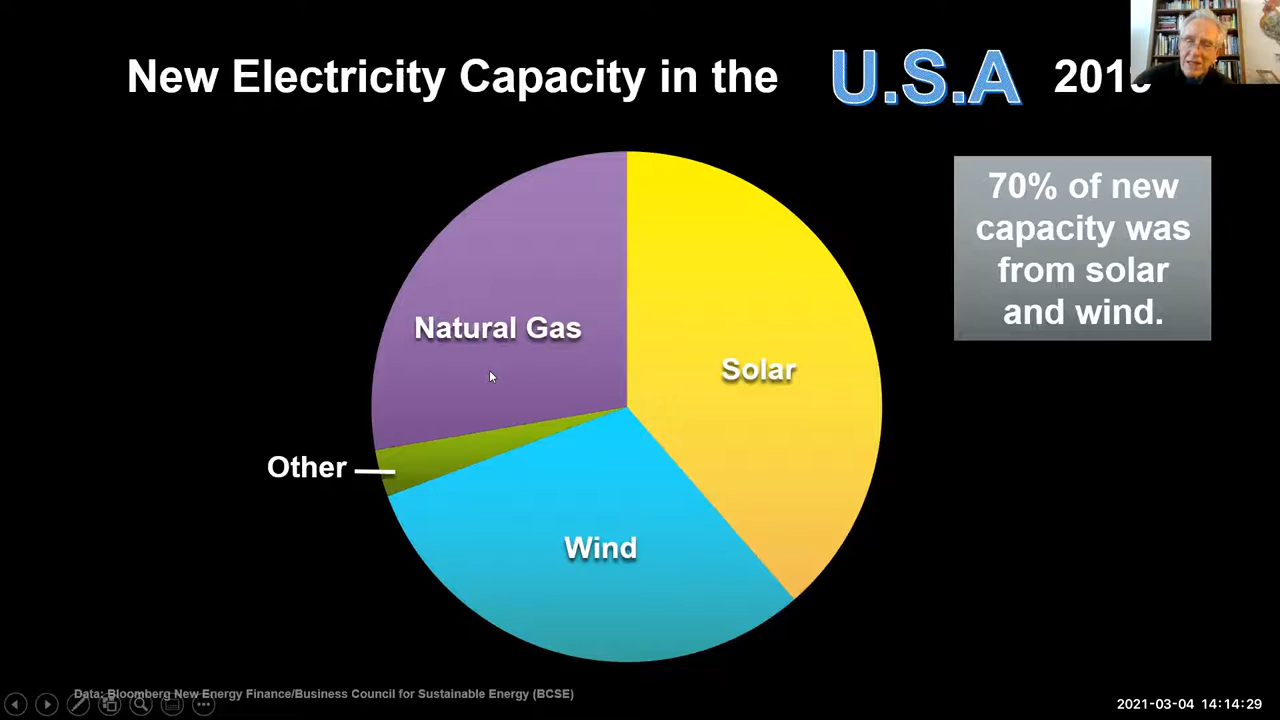 New Electricity Capacity in the U.S.A
70% of new
capacity was
from solar
and wind.
Natural Gas
Solar
Other
Wind
Data: Bloomberg New Energy Finance/Business Council for Sustainable Energy (BCSE)
2021-03-04 14:14:29